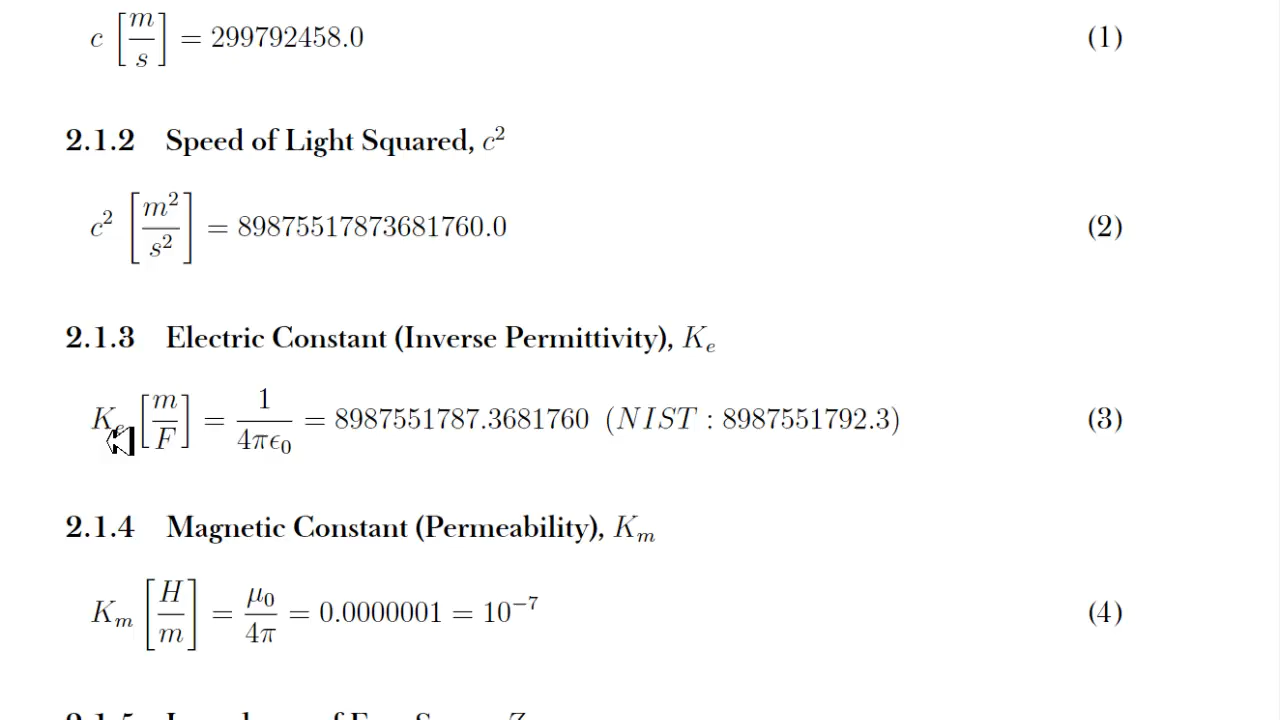 c [m/s] = 299792458.0 (1)
2.1.2 Speed of Light Squared, c²
c² [m²/s²] = 89875517873681760.0 (2)
2.1.3 Electric Constant (Inverse Permittivity), Kₑ
Kₑ [m/F] = 1/4πϵ₀ = 8987551787.3681760 (NIST : 8987551792.3) (3)
2.1.4 Magnetic Constant (Permeability), Kₘ
Kₘ [H/m] = μ₀/4π = 0.0000001 = 10⁻⁷ (4)